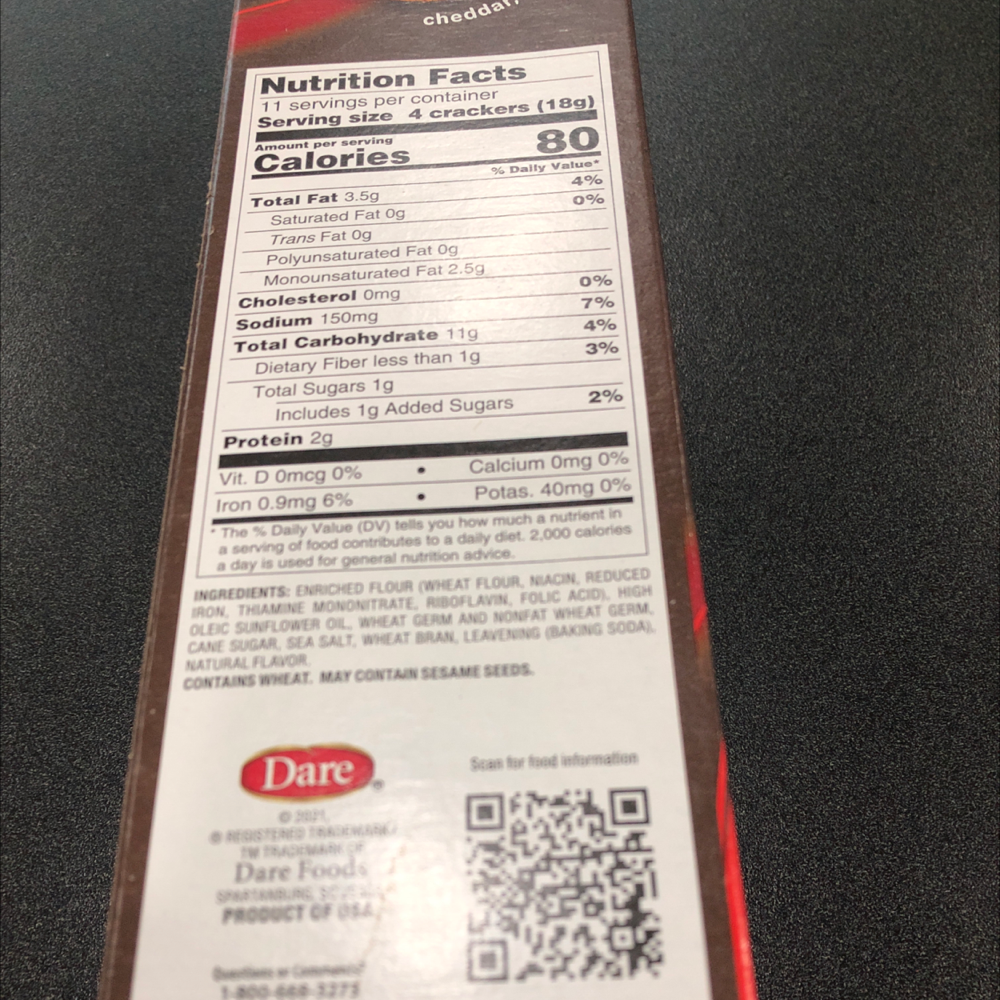 cheddar,
Nutrition Facts
11 servings per container
Serving size 4 crackers (18g)
Amount per serving
Calories 80
% Daily Value*
Total Fat 3.5g 4%
Saturated Fat 0g 0%
Trans Fat 0g
Polyunsaturated Fat 0g
Monounsaturated Fat 2.5g
Cholesterol 0mg 0%
Sodium 150mg 7%
Total Carbohydrate 11g 4%
Dietary Fiber less than 1g 3%
Total Sugars 1g
Includes 1g Added Sugars 2%
Protein 2g
Vit. D 0mcg 0% • Calcium 0mg 0%
Iron 0.9mg 6% • Potas. 40mg 0%
* The % Daily Value (DV) tells you how much a nutrient in
a serving of food contributes to a daily diet. 2,000 calories
a day is used for general nutrition advice.
INGREDIENTS: ENRICHED FLOUR (WHEAT FLOUR, NIACIN, REDUCED
IRON, THIAMINE MONONITRATE, RIBOFLAVIN, FOLIC ACID), HIGH
OLEIC SUNFLOWER OIL, WHEAT GERM AND NONFAT WHEAT GERM,
CANE SUGAR, SEA SALT, WHEAT BRAN, LEAVENING (BAKING SODA),
NATURAL FLAVOR.
CONTAINS WHEAT. MAY CONTAIN SESAME SEEDS.
Dare ®
Scan for food information
© 2021,
® REGISTERED TRADEMARK/
TM TRADEMARK OF
Dare Foods
SPARTANBURG,
PRODUCT OF USA
Questions or Comments?
1-800-668-3273